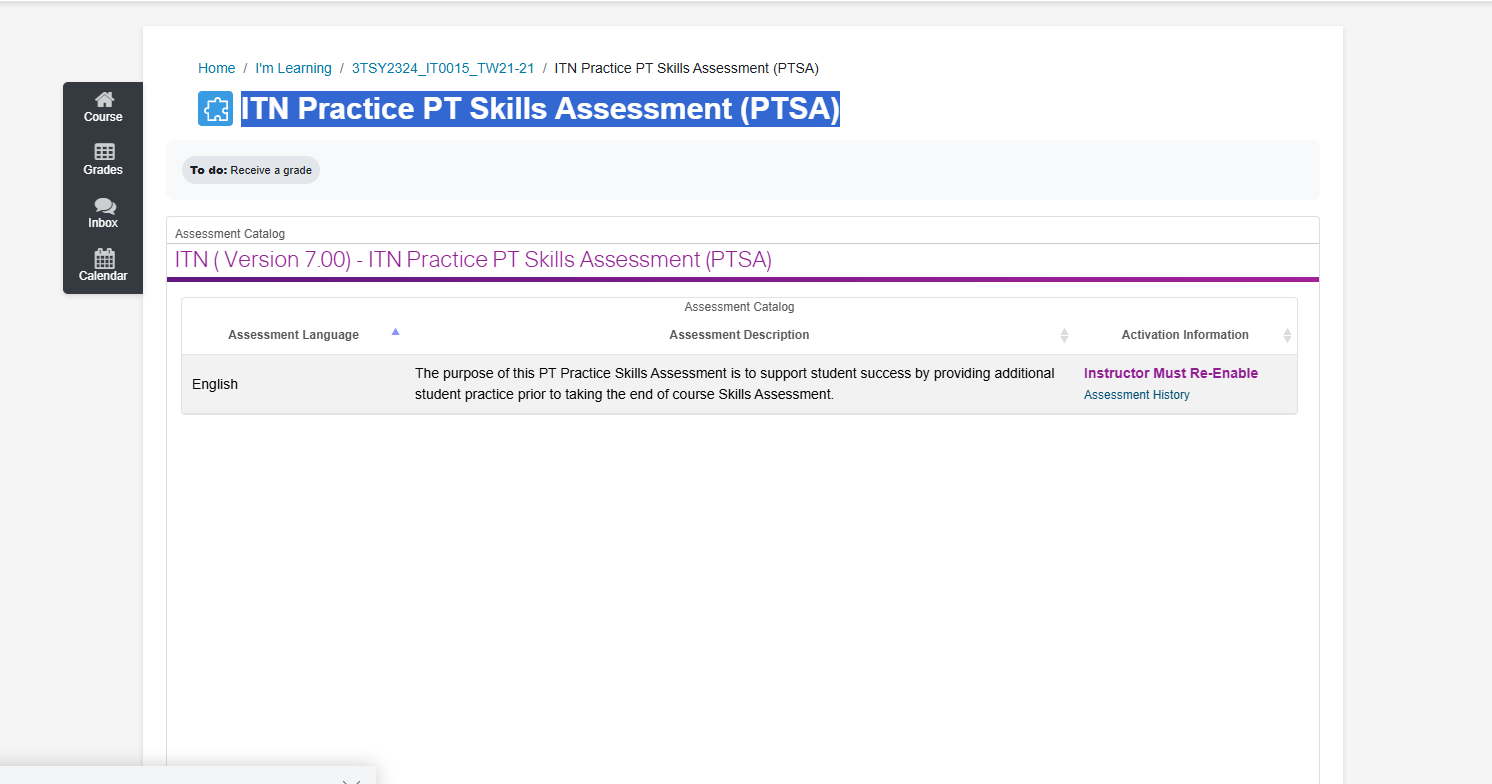 Home / I'm Learning / 3TSY2324_IT0015_TW21-21 / ITN Practice PT Skills Assessment (PTSA)
ITN Practice PT Skills Assessment (PTSA)
Course
Grades
Inbox
Calendar
To do: Receive a grade
Assessment Catalog
ITN ( Version 7.00) - ITN Practice PT Skills Assessment (PTSA)
Assessment Catalog
Assessment Language Assessment Description Activation Information
English
The purpose of this PT Practice Skills Assessment is to support student success by providing additional
student practice prior to taking the end of course Skills Assessment.
Instructor Must Re-Enable
Assessment History